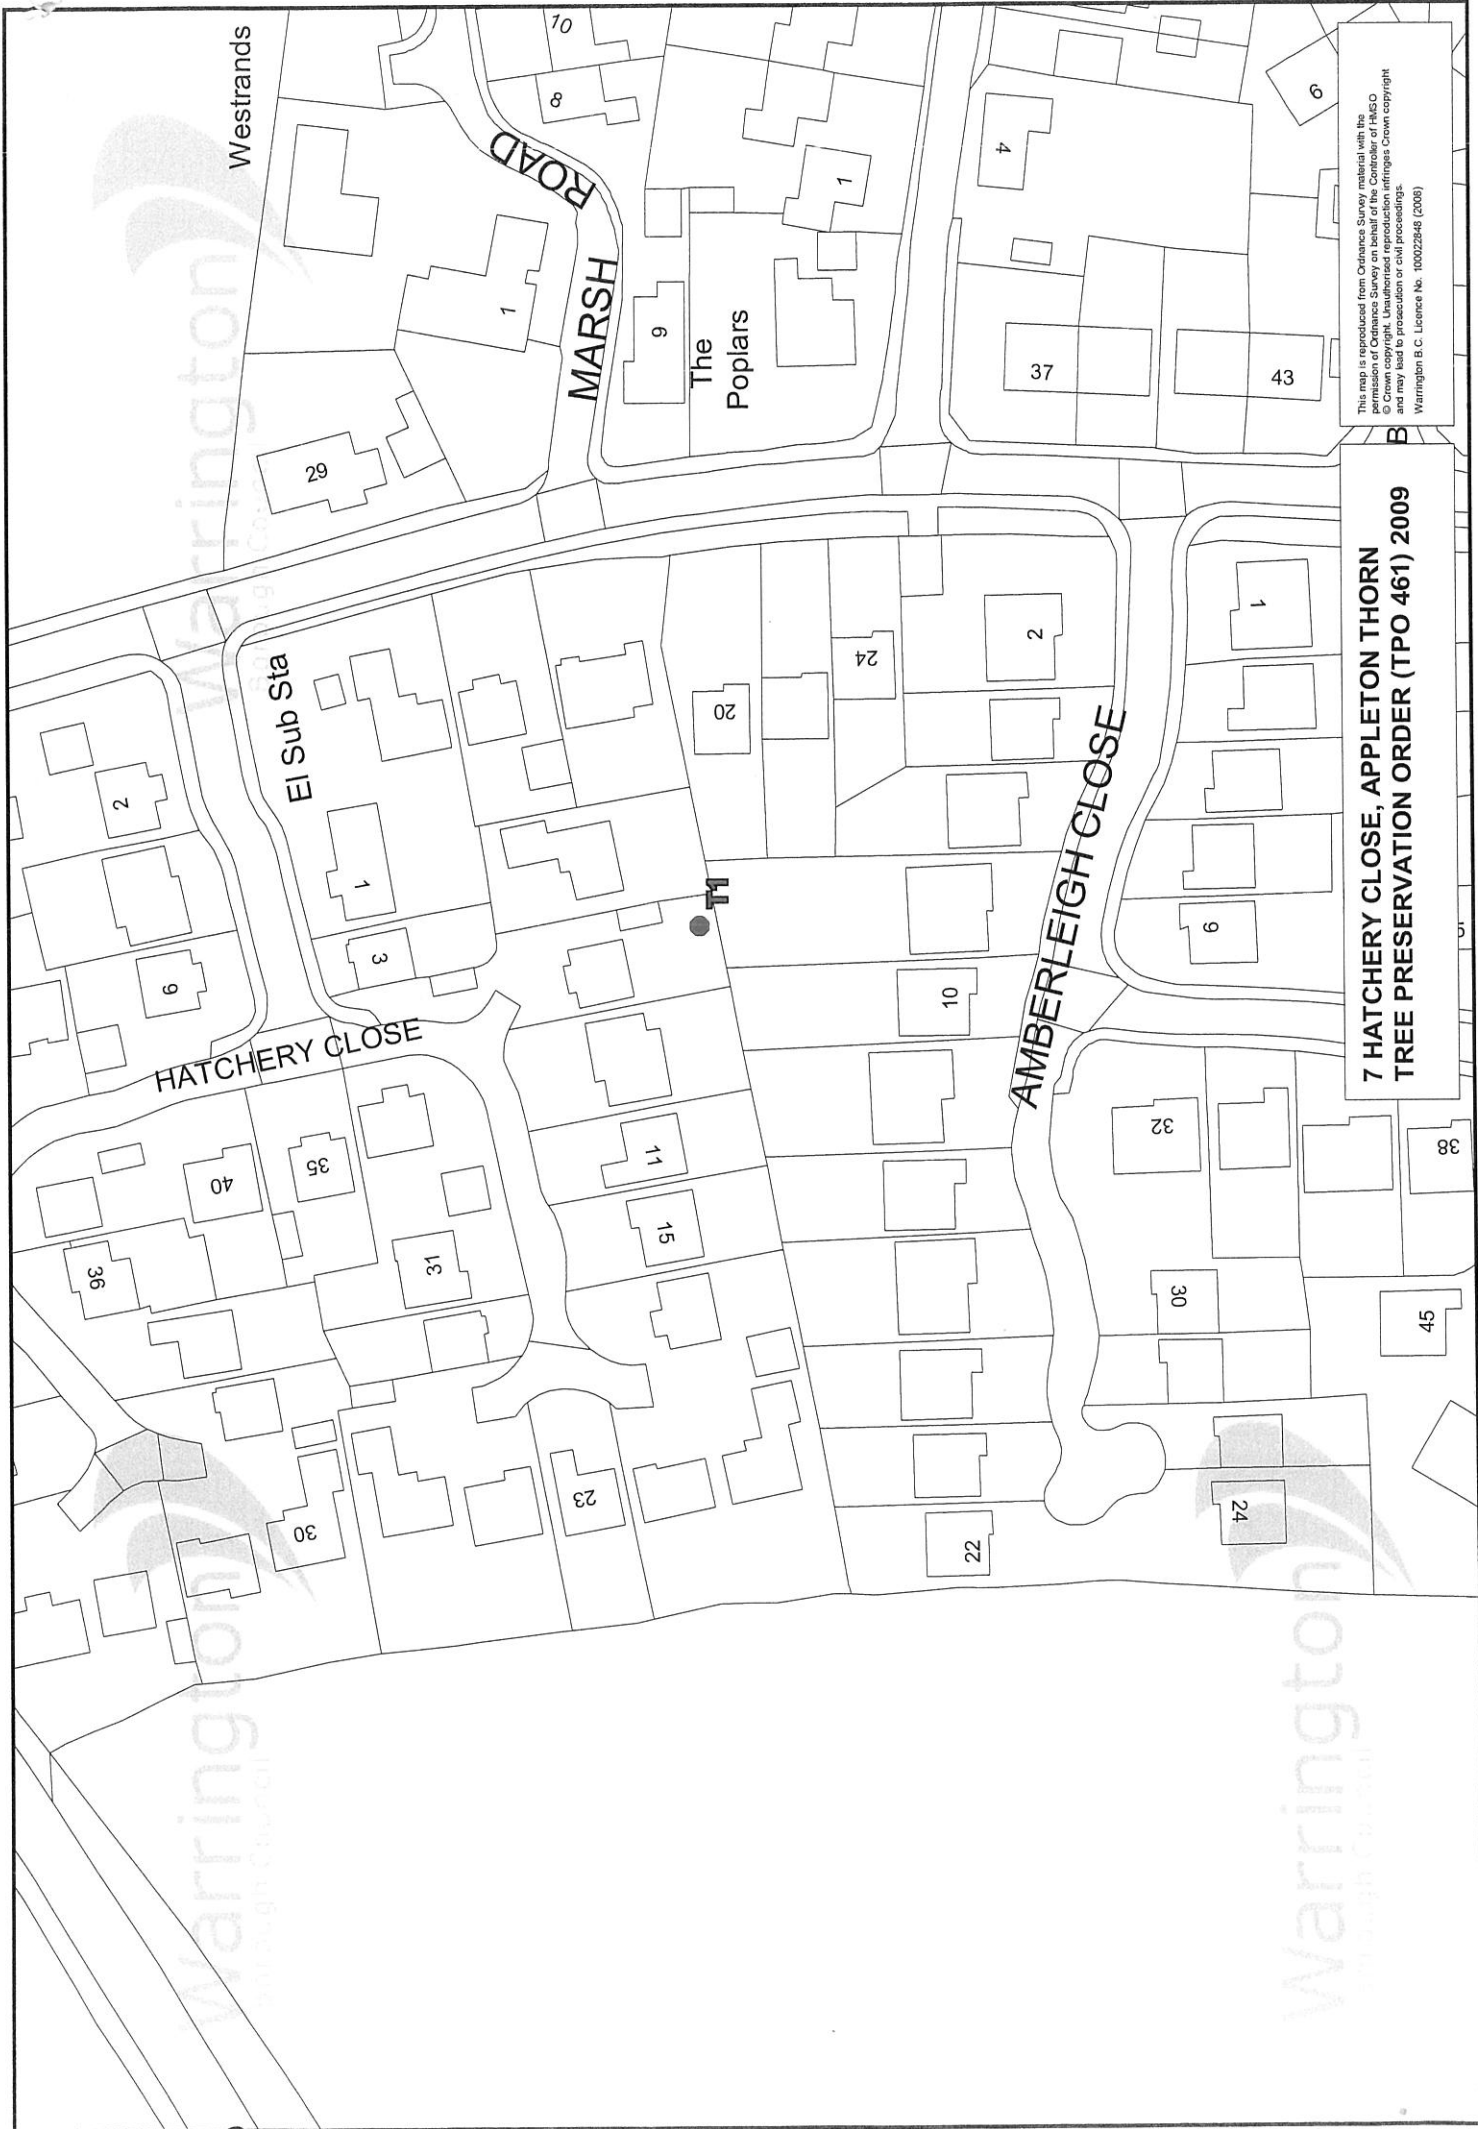 Westrands
10
8
MARSH ROAD
1
29
9
The
Poplars
1
4
6
37
43
This map is reproduced from Ordnance Survey material with the
permission of Ordnance Survey on behalf of the Controller of HMSO
© Crown copyright. Unauthorised reproduction infringes Crown copyright
and may lead to prosecution or civil proceedings.
Warrington B.C. Licence No. 100022848 (2008)
B
7 HATCHERY CLOSE, APPLETON THORN
TREE PRESERVATION ORDER (TPO 461) 2009
El Sub Sta
2
1
3
9
HATCHERY CLOSE
T1
20
24
2
1
AMBERLEIGH CLOSE
10
9
11
15
40
35
36
31
30
23
32
38
30
45
22
24
Warrington
Borough Council
Warrington
Borough Council
Warrington